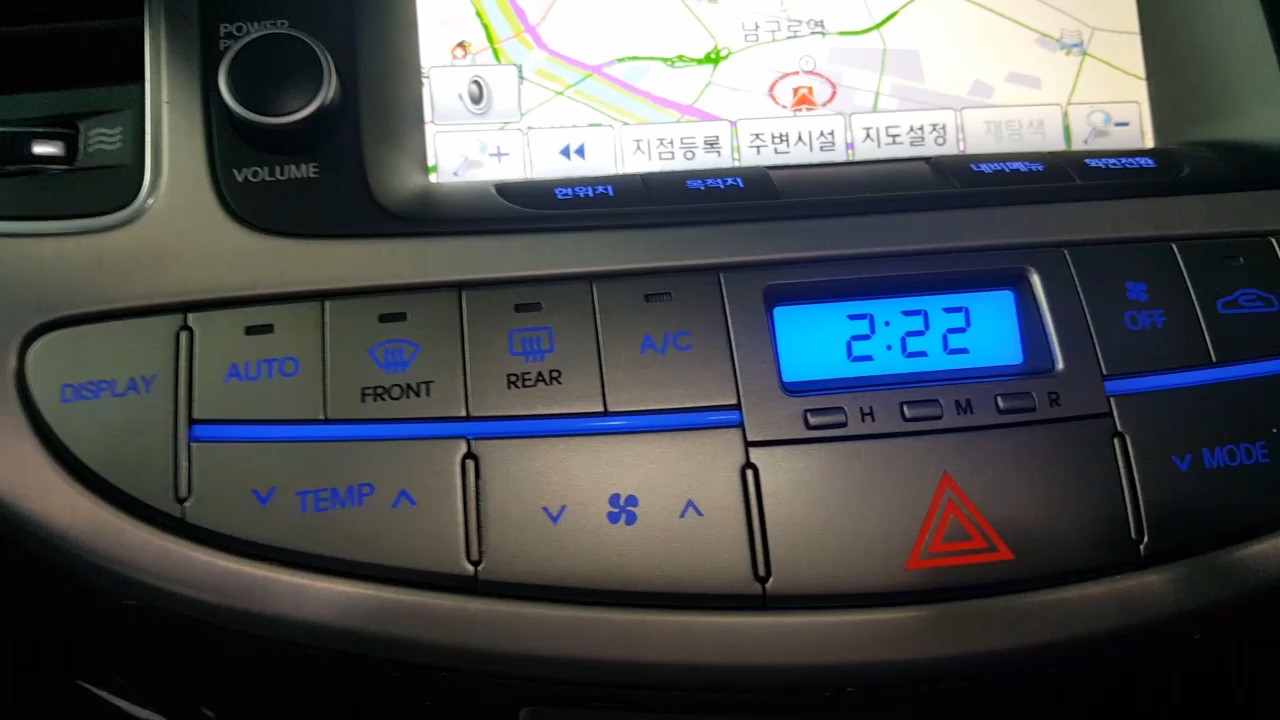 POWER
VOLUME
남구로역
지점등록
주변시설
지도설정
재탐색
현위치
목적지
내비메뉴
화면전환
DISPLAY
AUTO
FRONT
REAR
A/C
2:22
H
M
R
OFF
TEMP
MODE